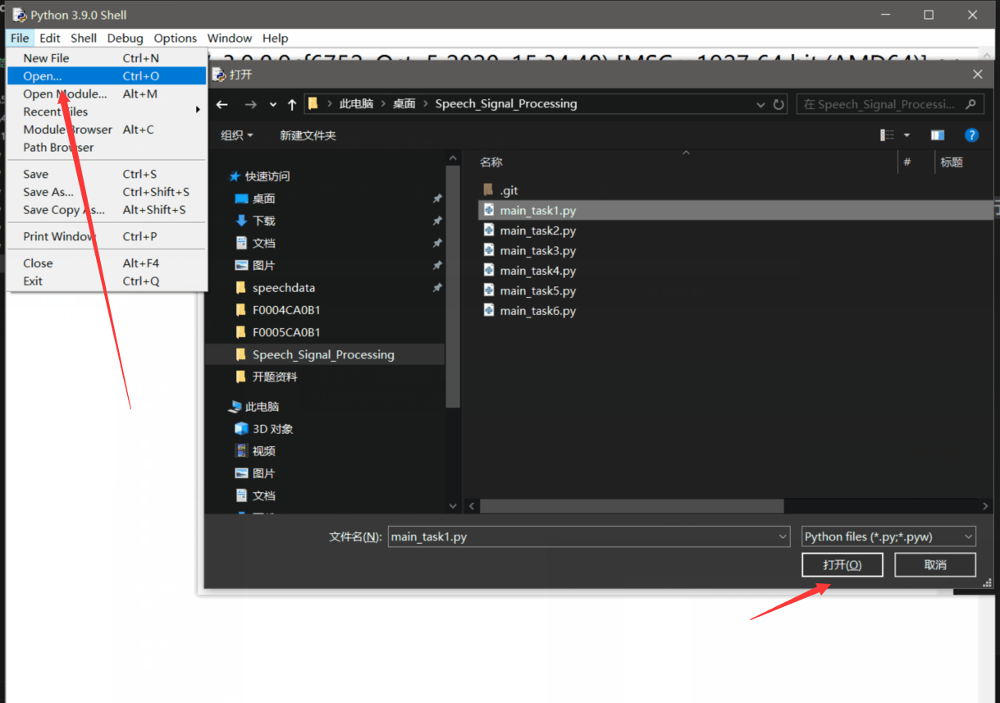 Python 3.9.0 Shell
File Edit Shell Debug Options Window Help
New File Ctrl+N
Open... Ctrl+O
Open Module... Alt+M
Recent Files
Module Browser Alt+C
Path Browser
Save Ctrl+S
Save As... Ctrl+Shift+S
Save Copy As... Alt+Shift+S
Print Window Ctrl+P
Close Alt+F4
Exit Ctrl+Q
打开
此电脑 > 桌面 > Speech_Signal_Processing
在 Speech_Signal_Processi...
组织 新建文件夹
快速访问
桌面
下载
文档
图片
speechdata
F0004CA0B1
F0005CA0B1
Speech_Signal_Processing
开题资料
此电脑
3D 对象
视频
图片
文档
名称 # 标题
.git
main_task1.py
main_task2.py
main_task3.py
main_task4.py
main_task5.py
main_task6.py
文件名(N): main_task1.py Python files (*.py;*.pyw)
打开(O) 取消